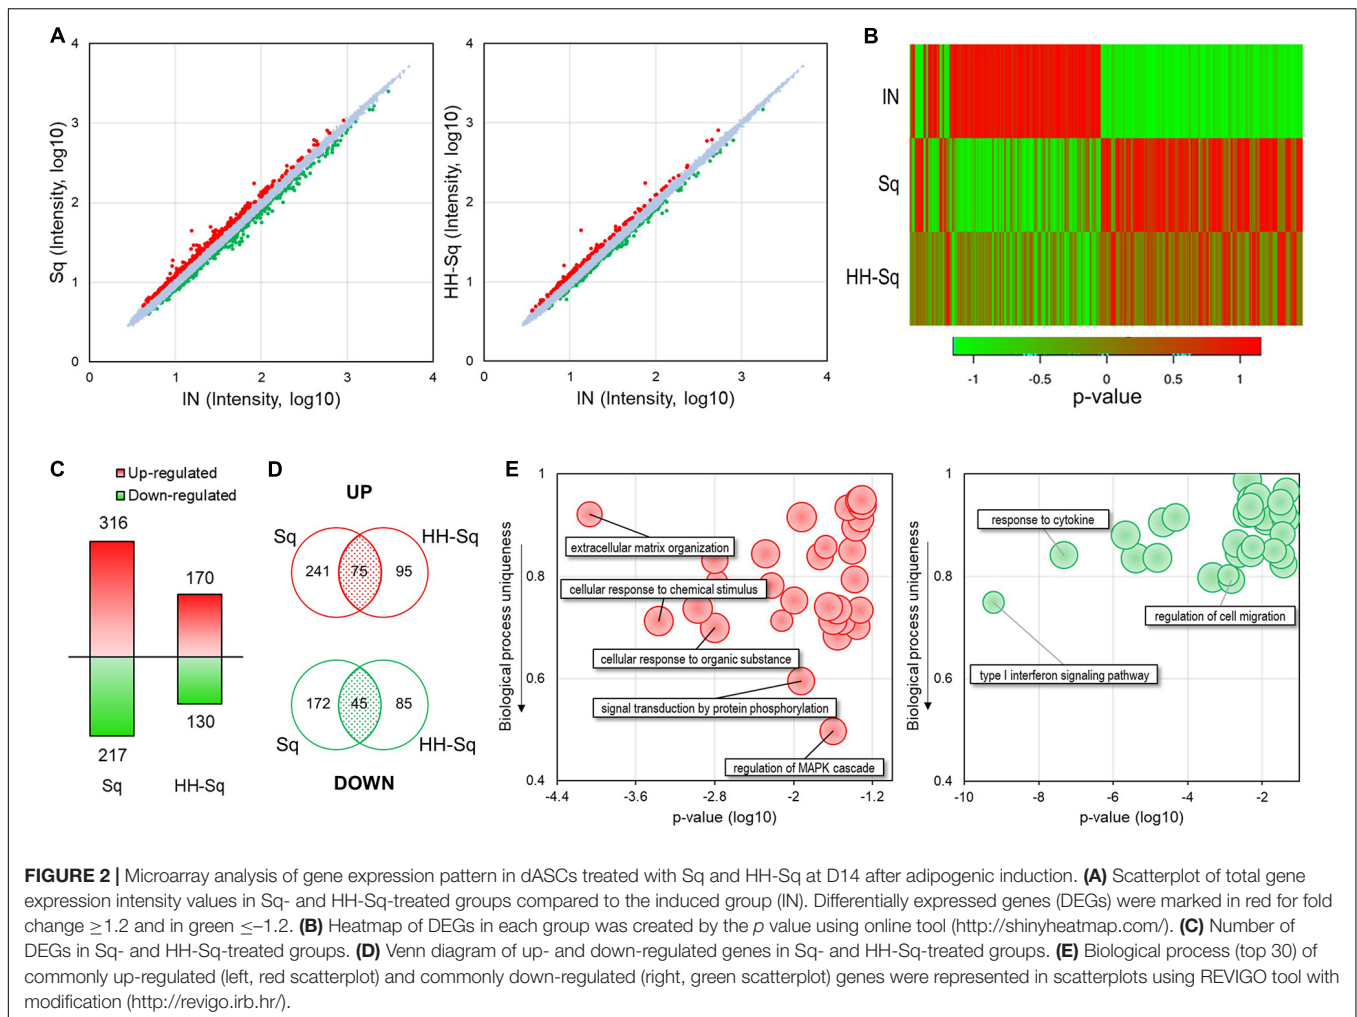 A
4
3
2
1
0
0 1 2 3 4
Sq (Intensity, log10)
IN (Intensity, log10)
4
3
2
1
0
0 1 2 3 4
HH-Sq (Intensity, log10)
IN (Intensity, log10)
B
IN
Sq
HH-Sq
-1 -0.5 0 0.5 1
p-value
C
Up-regulated
Down-regulated
316
170
130
217
Sq HH-Sq
D
UP
Sq HH-Sq
241 75 95
172 45 85
Sq HH-Sq
DOWN
E
1
0.8
0.6
0.4
Biological process uniqueness
extracellular matrix organization
cellular response to chemical stimulus
cellular response to organic substance
signal transduction by protein phosphorylation
regulation of MAPK cascade
-4.4 -3.6 -2.8 -2 -1.2
p-value (log10)
1
0.8
0.6
0.4
Biological process uniqueness
response to cytokine
regulation of cell migration
type I interferon signaling pathway
-10 -8 -6 -4 -2
p-value (log10)
FIGURE 2 | Microarray analysis of gene expression pattern in dASCs treated with Sq and HH-Sq at D14 after adipogenic induction. (A) Scatterplot of total gene
expression intensity values in Sq- and HH-Sq-treated groups compared to the induced group (IN). Differentially expressed genes (DEGs) were marked in red for fold
change ≥1.2 and in green ≤−1.2. (B) Heatmap of DEGs in each group was created by the p value using online tool (http://shinyheatmap.com/). (C) Number of
DEGs in Sq- and HH-Sq-treated groups. (D) Venn diagram of up- and down-regulated genes in Sq- and HH-Sq-treated groups. (E) Biological process (top 30) of
commonly up-regulated (left, red scatterplot) and commonly down-regulated (right, green scatterplot) genes were represented in scatterplots using REVIGO tool with
modification (http://revigo.irb.hr/).